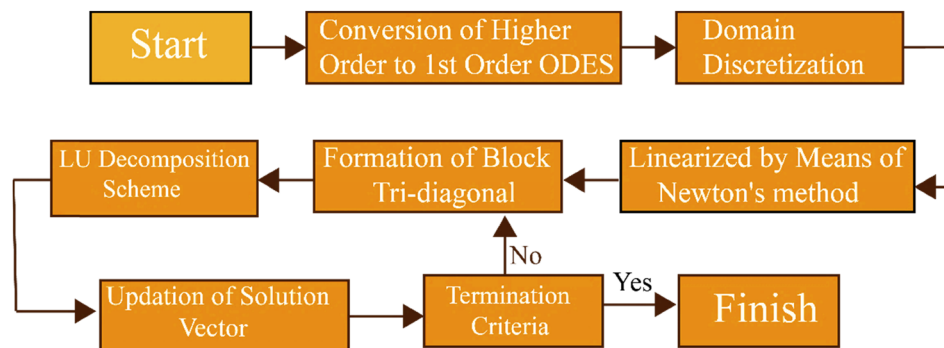 Start
Conversion of Higher
Order to 1st Order ODES
Domain
Discretization
LU Decomposition
Scheme
Formation of Block
Tri-diagonal
Linearized by Means of
Newton's method
No
Updation of Solution
Vector
Termination
Criteria
Yes
Finish